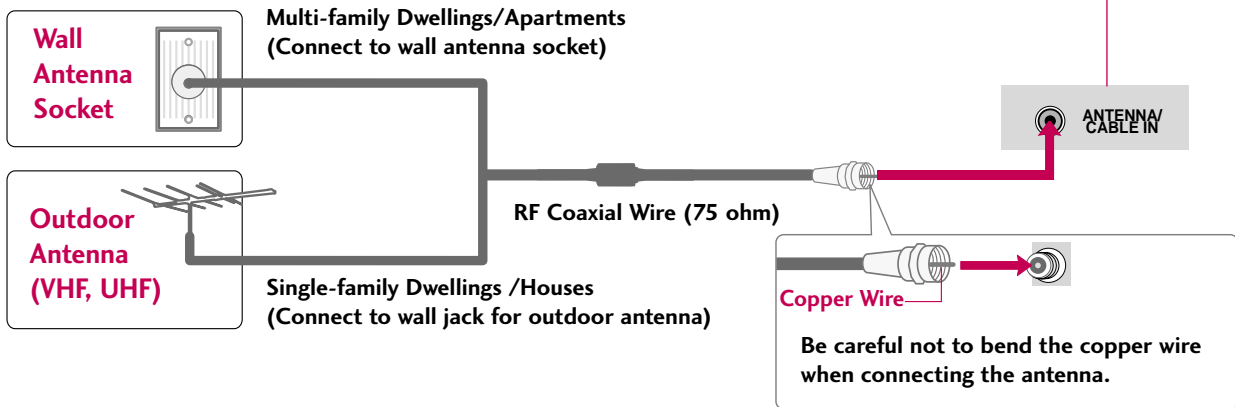 Wall
Antenna
Socket
Multi-family Dwellings/Apartments
(Connect to wall antenna socket)
ANTENNA/
CABLE IN
Outdoor
Antenna
(VHF, UHF)
RF Coaxial Wire (75 ohm)
Single-family Dwellings /Houses
(Connect to wall jack for outdoor antenna)
Copper Wire
Be careful not to bend the copper wire
when connecting the antenna.